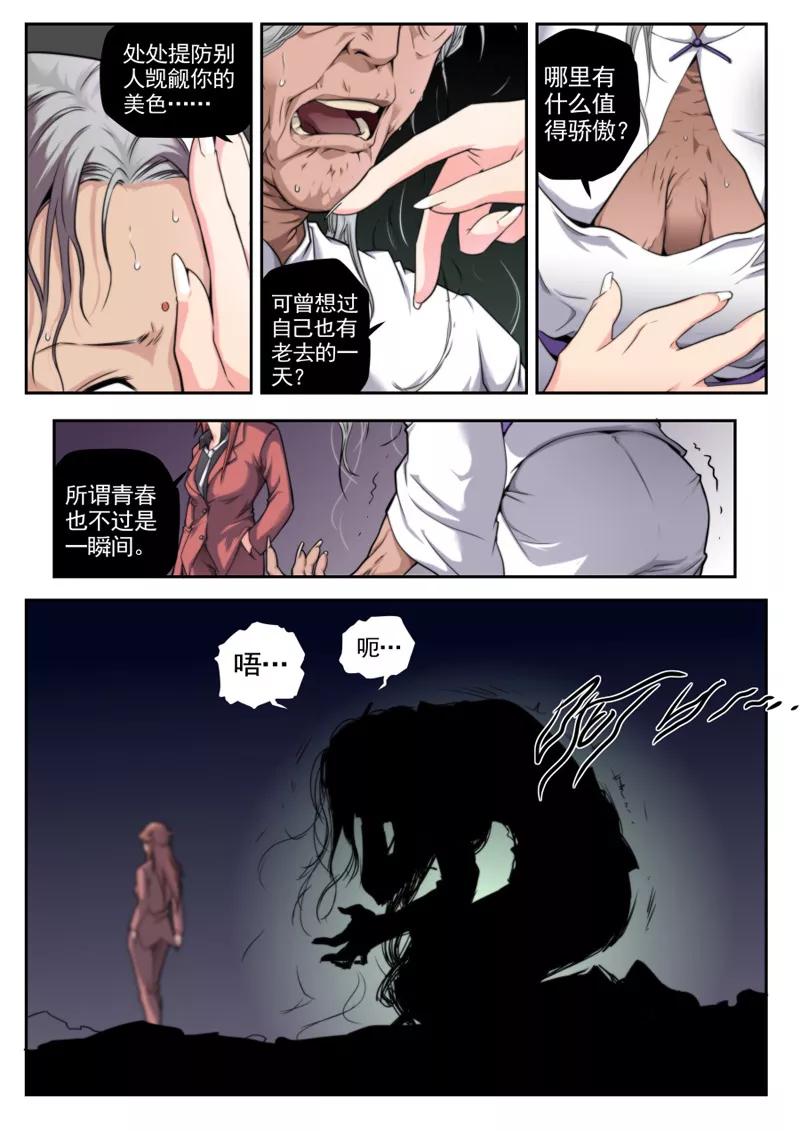 处处提防别
人觊觎你的
美色……
可曾想过
自己也有
老去的一
天？
哪里有
什么值
得骄傲？
所谓青春
也不过是
一瞬间。
唔…
呃…